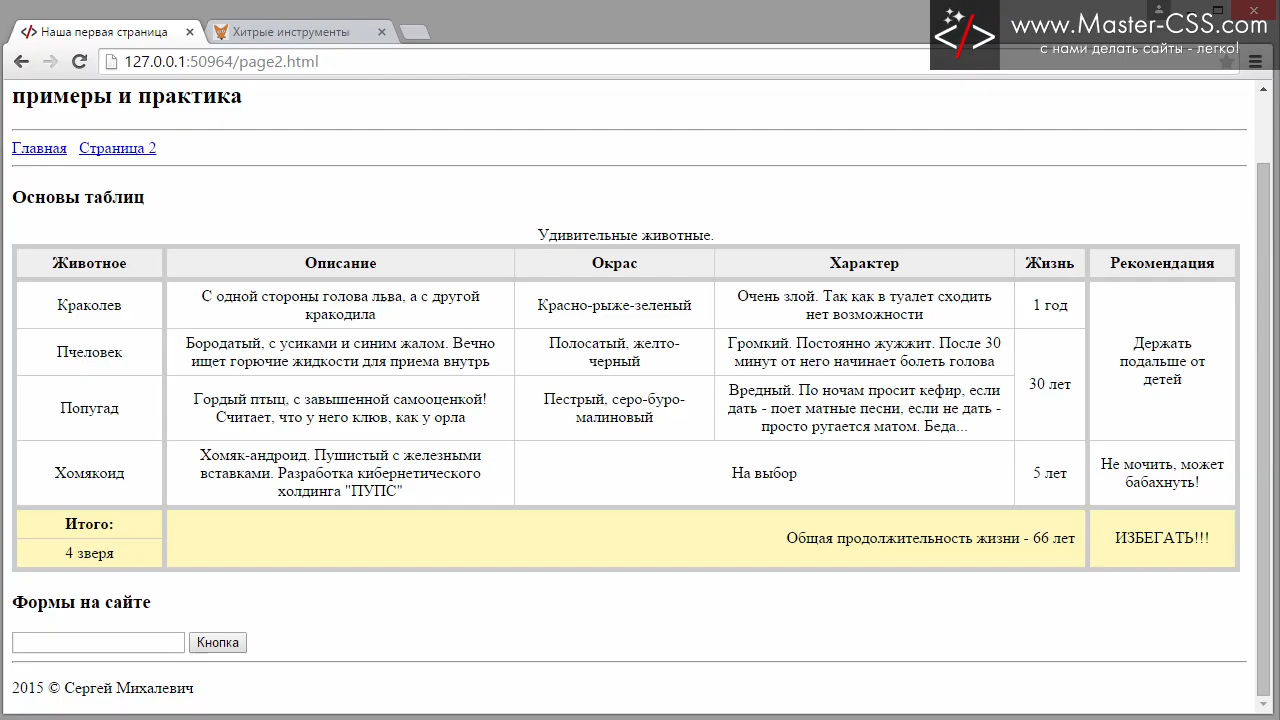 www.Master-CSS.com
с нами делать сайты - легко!
Наша первая страница
Хитрые инструменты
127.0.0.1:50964/page2.html
примеры и практика
Главная Страница 2
Основы таблиц
Удивительные животные.
Животное Описание Окрас Характер Жизнь Рекомендация
Краколев
С одной стороны голова льва, а с другой
кракодила
Красно-рыже-зеленый
Очень злой. Так как в туалет сходить
нет возможности
1 год
Держать
подальше от
детей
Пчеловек
Бородатый, с усиками и синим жалом. Вечно
ищет горючие жидкости для приема внутрь
Полосатый, желто-
черный
Громкий. Постоянно жужжит. После 30
минут от него начинает болеть голова
30 лет
Попугад
Гордый птыц, с завышенной самооценкой!
Считает, что у него клюв, как у орла
Пестрый, серо-буро-
малиновый
Вредный. По ночам просит кефир, если
дать - поет матные песни, если не дать -
просто ругается матом. Беда...
Хомякоид
Хомяк-андроид. Пушистый с железными
вставками. Разработка кибернетического
холдинга "ПУПС"
На выбор
5 лет
Не мочить, может
бабахнуть!
Итого:
4 зверя
Общая продолжительность жизни - 66 лет
ИЗБЕГАТЬ!!!
Формы на сайте
Кнопка
2015 © Сергей Михалевич